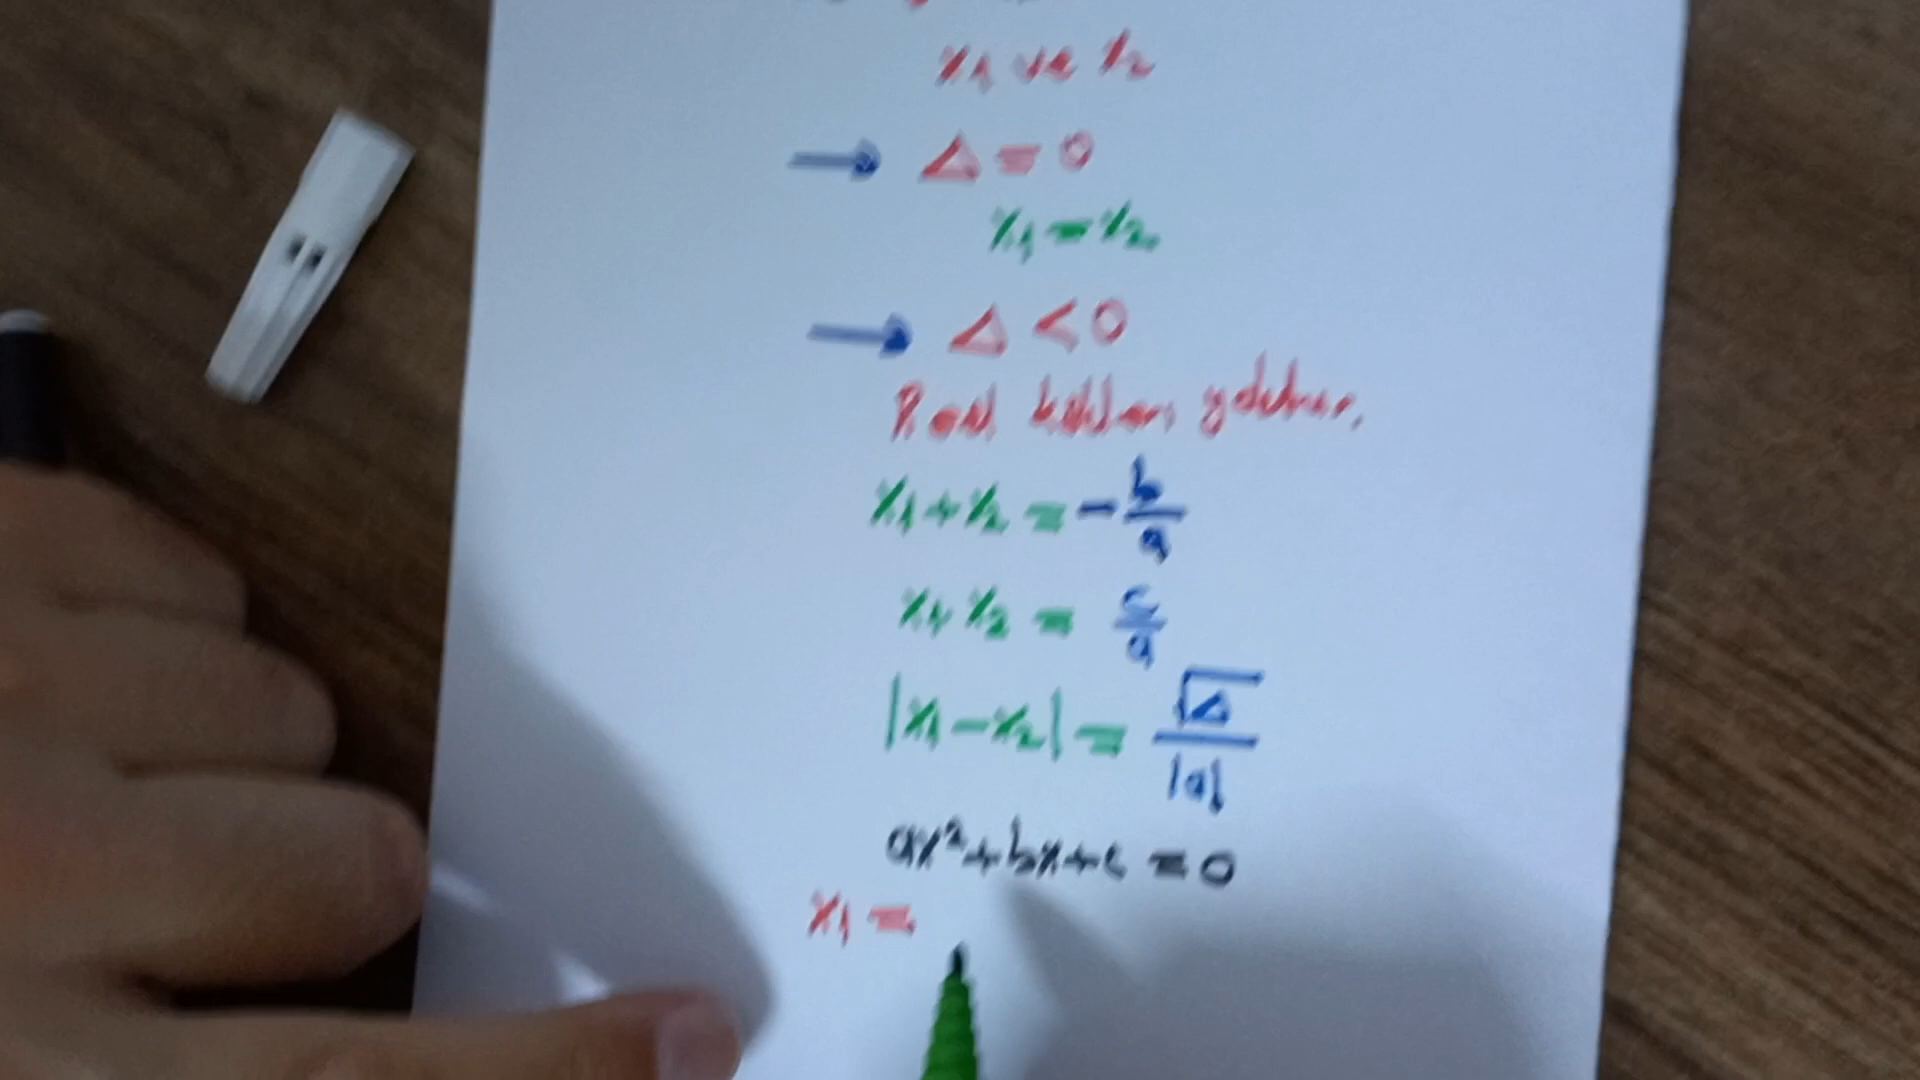 x₁ ve x₂
→ Δ = 0
x₁ = x₂
→ Δ < 0
Reel kökleri yoktur.
x₁ + x₂ = - b/a
x₁ x₂ = c/a
|x₁ - x₂| = √Δ/|a|
ax² + bx + c = 0
x₁ =